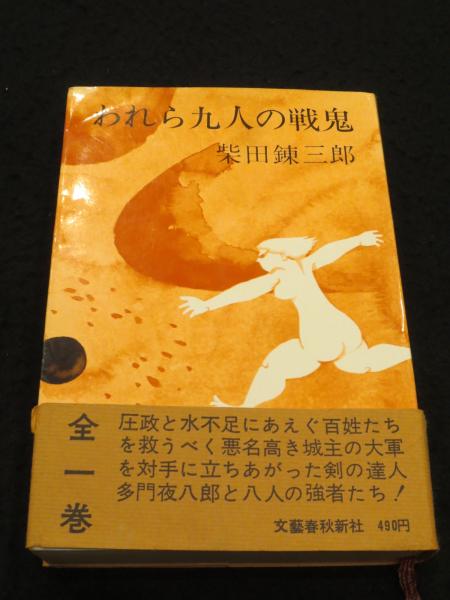 われら九人の戦鬼
柴田錬三郎
全一巻
圧政と水不足にあえぐ百姓たち
を救うべく悪名高き城主の大軍
を対手に立ちあがった剣の達人
多門夜八郎と八人の強者たち!
文藝春秋新社 490円